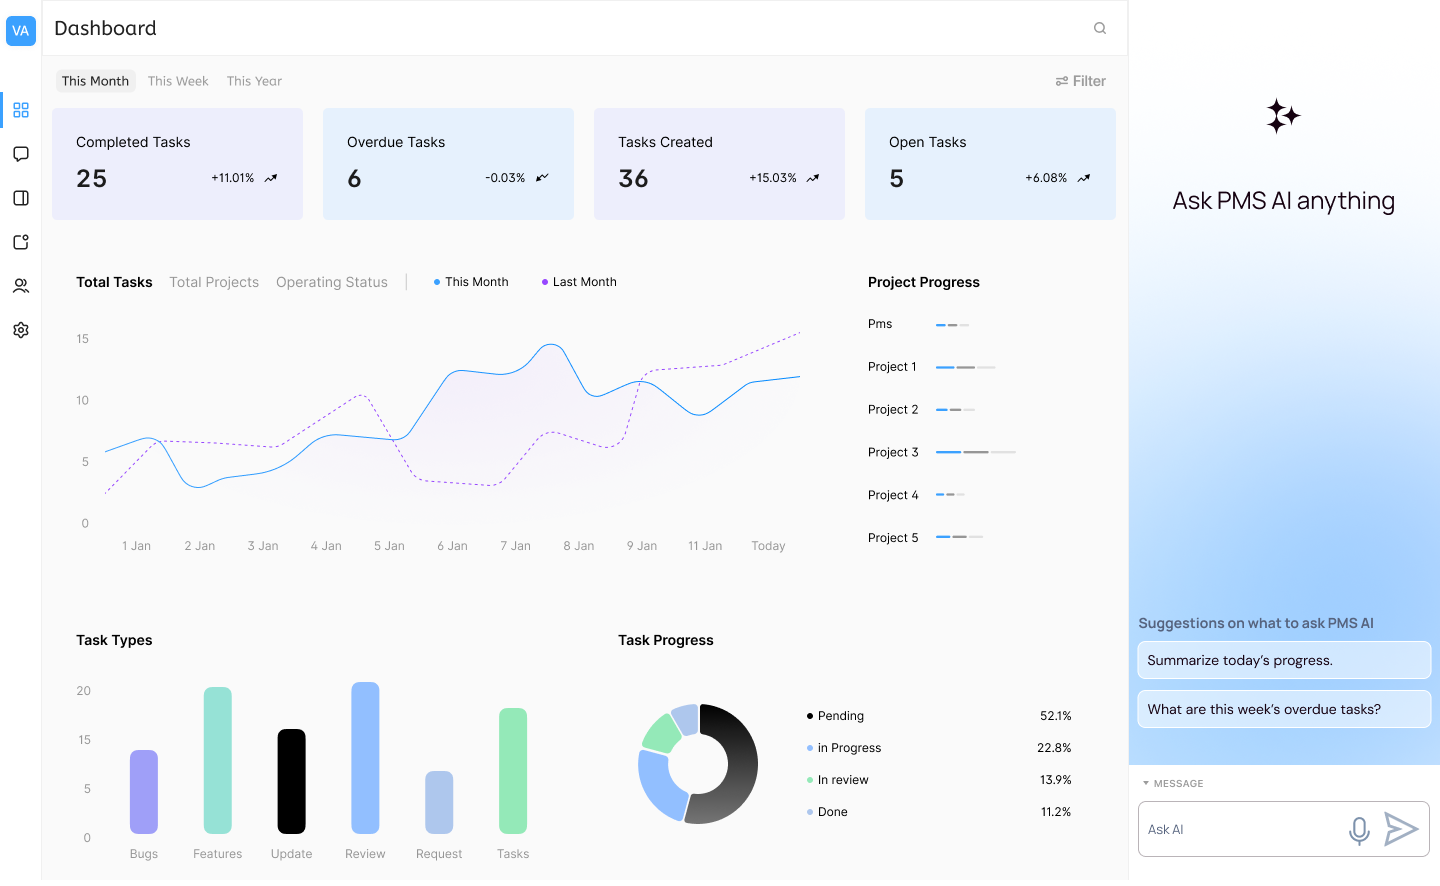 VA
Dashboard
This Month This Week This Year
Filter
Completed Tasks
25
+11.01%
Overdue Tasks
6
-0.03%
Tasks Created
36
+15.03%
Open Tasks
5
+6.08%
Total Tasks Total Projects Operating Status
This Month Last Month
15
10
5
0
1 Jan 2 Jan 3 Jan 4 Jan 5 Jan 6 Jan 7 Jan 8 Jan 9 Jan 11 Jan Today
Project Progress
Pms
Project 1
Project 2
Project 3
Project 4
Project 5
Task Types
20
15
5
0
Bugs Features Update Review Request Tasks
Task Progress
Pending 52.1%
in Progress 22.8%
In review 13.9%
Done 11.2%
Ask PMS AI anything
Suggestions on what to ask PMS AI
Summarize today's progress.
What are this week's overdue tasks?
MESSAGE
Ask AI